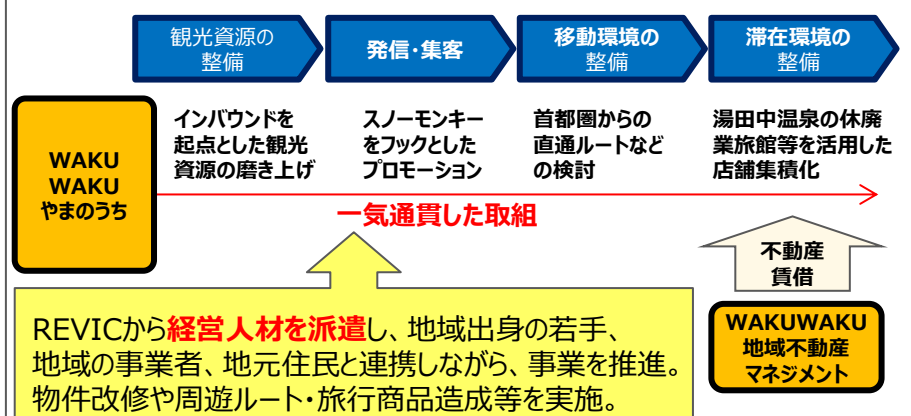 観光資源の
整備
発信・集客
移動環境の
整備
滞在環境の
整備
WAKU
WAKU
やまのうち
インバウンドを
起点とした観光
資源の磨き上げ
スノーモンキー
をフックとした
プロモーション
首都圏からの
直通ルートなど
の検討
湯田中温泉の休廃
業旅館等を活用した
店舗集積化
一気通貫した取組
不動産
賃借
REVICから経営人材を派遣し、地域出身の若手、
地域の事業者、地元住民と連携しながら、事業を推進。
物件改修や周遊ルート・旅行商品造成等を実施。
WAKUWAKU
地域不動産
マネジメント